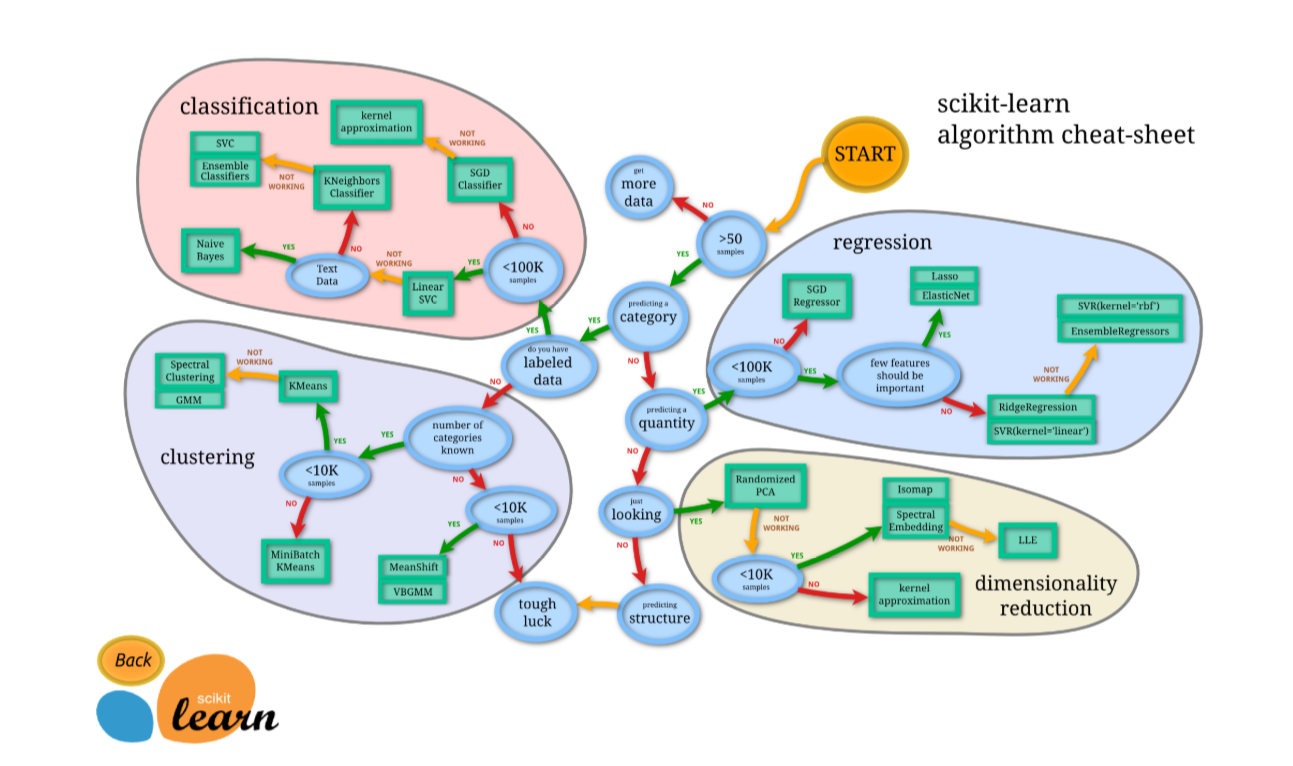 scikit-learn
algorithm cheat-sheet
START
get
more
data
NO
>50
samples
YES
predicting a
category
YES
NO
do you have
labeled
data
YES
NO
predicting a
quantity
YES
NO
just
looking
YES
NO
predicting
structure
tough
luck
classification
kernel
approximation
NOT
WORKING
SVC
Ensemble
Classifiers
NOT
WORKING
KNeighbors
Classifier
SGD
Classifier
NO
Naive
Bayes
YES
NO
Text
Data
NOT
WORKING
Linear
SVC
YES
<100K
samples
regression
SGD
Regressor
NO
<100K
samples
YES
Lasso
ElasticNet
YES
few features
should be
important
NO
SVR(kernel='rbf')
EnsembleRegressors
NOT
WORKING
RidgeRegression
SVR(kernel='linear')
clustering
Spectral
Clustering
GMM
NOT
WORKING
KMeans
YES
<10K
samples
NO
MiniBatch
KMeans
YES
number of
categories
known
NO
<10K
samples
YES
NO
MeanShift
VBGMM
dimensionality
reduction
Randomized
PCA
NOT
WORKING
<10K
samples
YES
NO
Isomap
Spectral
Embedding
NOT
WORKING
LLE
kernel
approximation
Back
scikit
learn